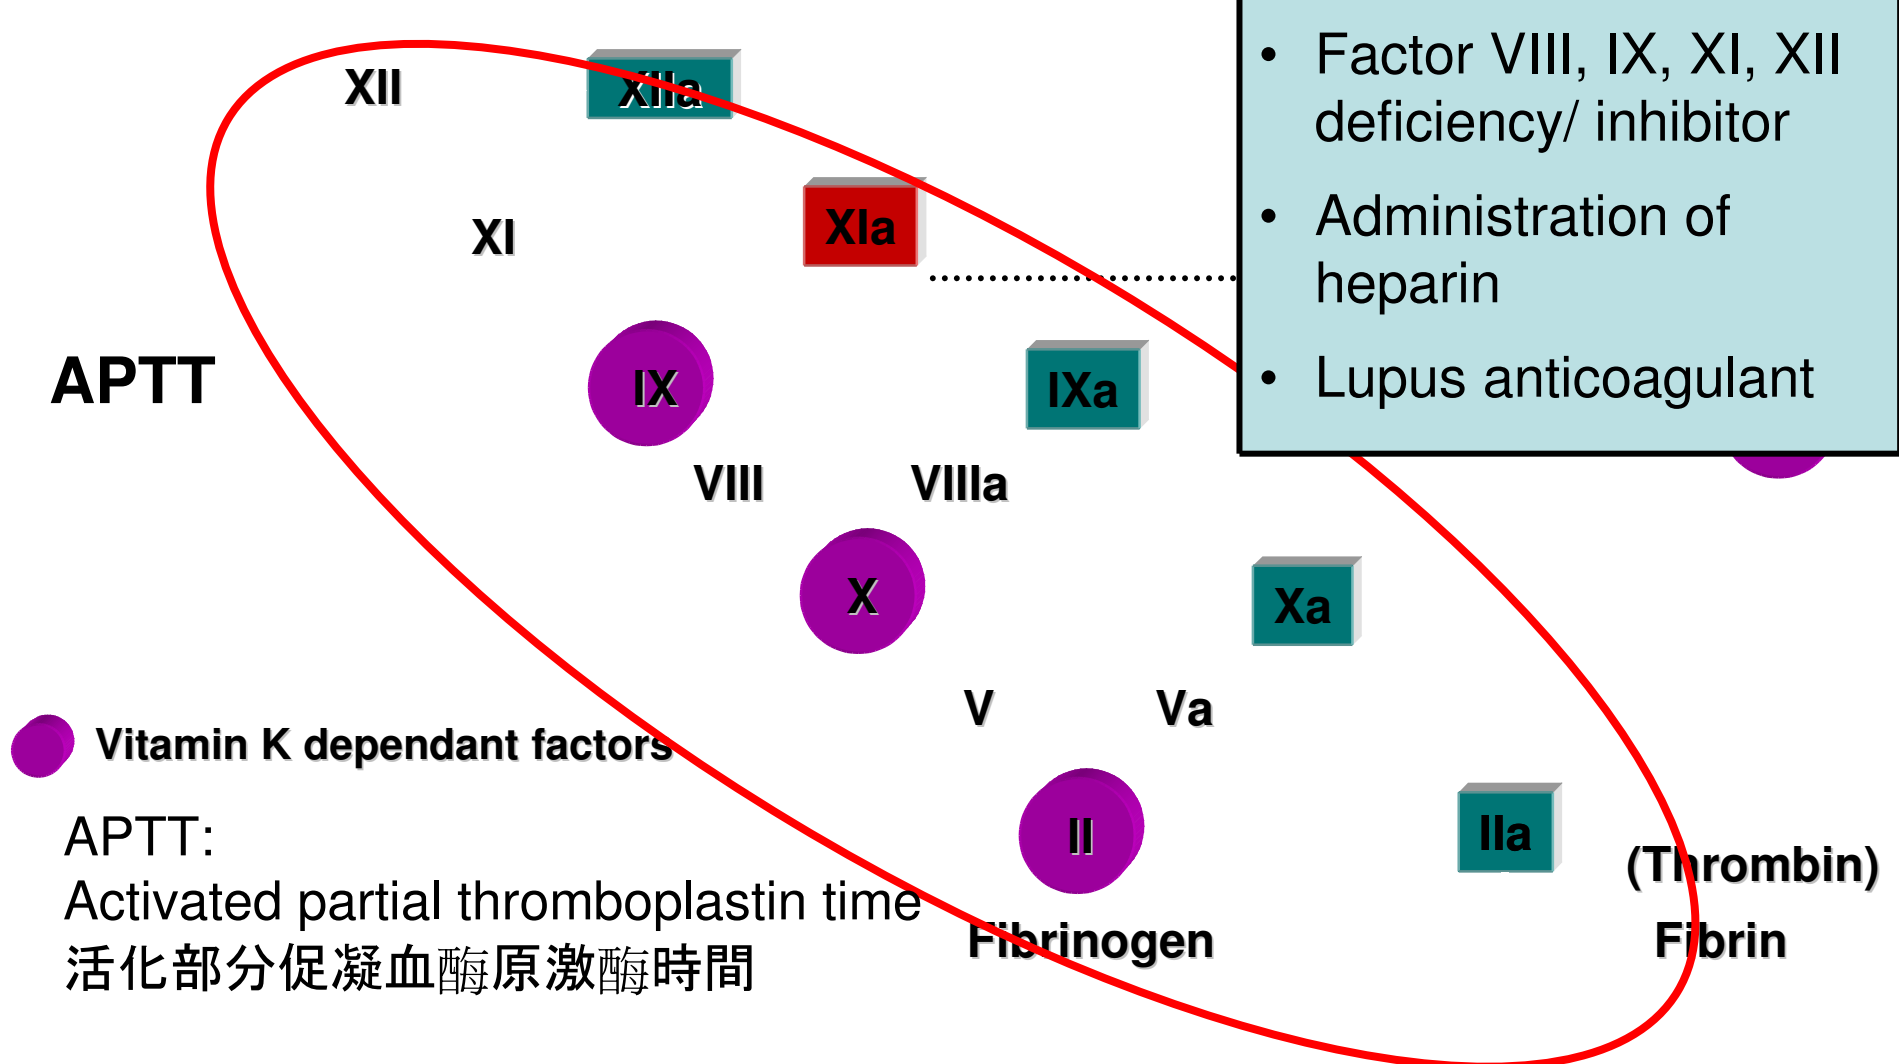 • Factor VIII, IX, XI, XII
deficiency/ inhibitor
• Administration of
heparin
• Lupus anticoagulant
XII XIIa
XI XIa
APTT
IX IXa
VIII VIIIa
X Xa
V Va
Vitamin K dependant factors
II IIa
(Thrombin)
Fibrinogen Fibrin
APTT:
Activated partial thromboplastin time
活化部分促凝血酶原激酶時間